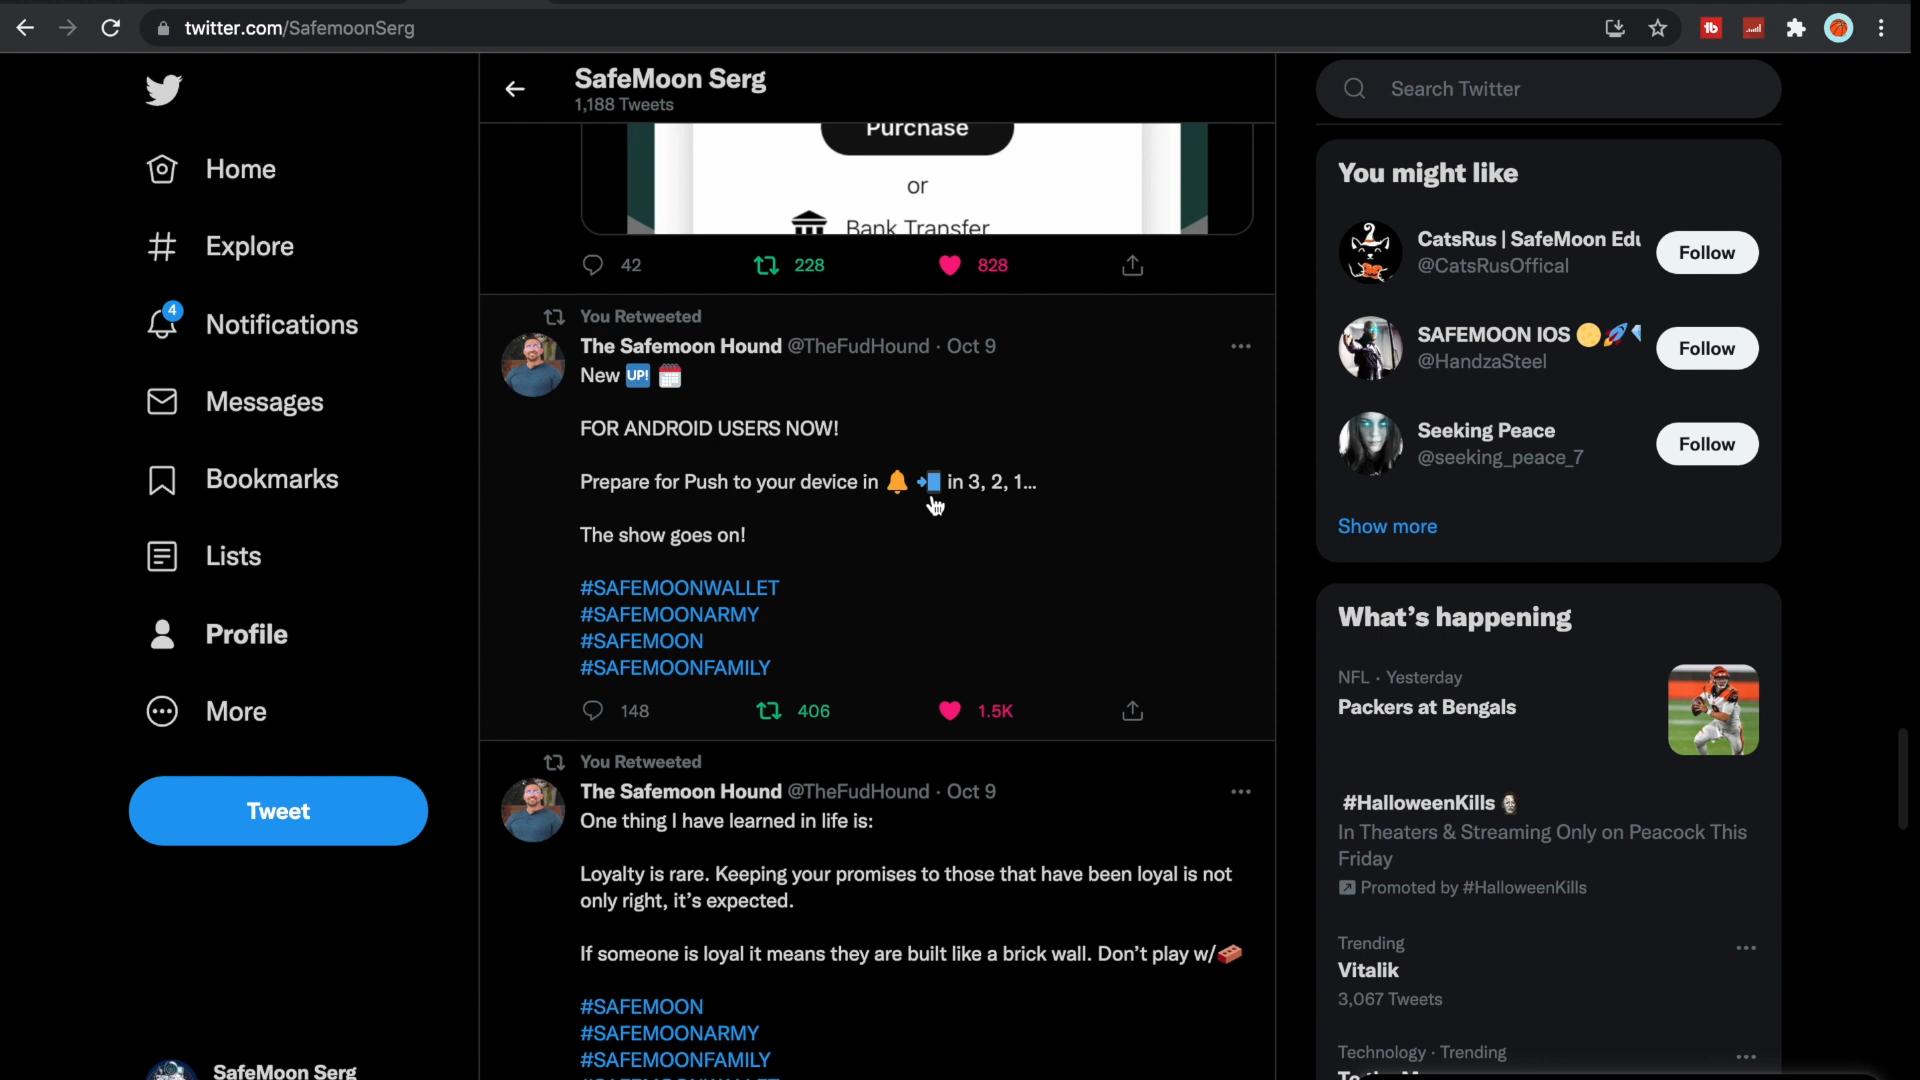 twitter.com/SafemoonSerg
Home
Explore
4
Notifications
Messages
Bookmarks
Lists
Profile
More
Tweet
SafeMoon Serg
SafeMoon Serg
1,188 Tweets
Purchase
or
Bank Transfer
42 228 828
You Retweeted
The Safemoon Hound @TheFudHound · Oct 9
New UP!
FOR ANDROID USERS NOW!
Prepare for Push to your device in 🔔 📲 in 3, 2, 1...
The show goes on!
#SAFEMOONWALLET
#SAFEMOONARMY
#SAFEMOON
#SAFEMOONFAMILY
148 406 1.5K
You Retweeted
The Safemoon Hound @TheFudHound · Oct 9
One thing I have learned in life is:
Loyalty is rare. Keeping your promises to those that have been loyal is not
only right, it's expected.
If someone is loyal it means they are built like a brick wall. Don't play w/🧱
#SAFEMOON
#SAFEMOONARMY
#SAFEMOONFAMILY
Search Twitter
You might like
CatsRus | SafeMoon Edu
@CatsRusOffical
Follow
SAFEMOON IOS 🌕🚀
@HandzaSteel
Follow
Seeking Peace
@seeking_peace_7
Follow
Show more
What's happening
NFL · Yesterday
Packers at Bengals
#HalloweenKills
In Theaters & Streaming Only on Peacock This
Friday
Promoted by #HalloweenKills
Trending
Vitalik
3,067 Tweets
Technology · Trending